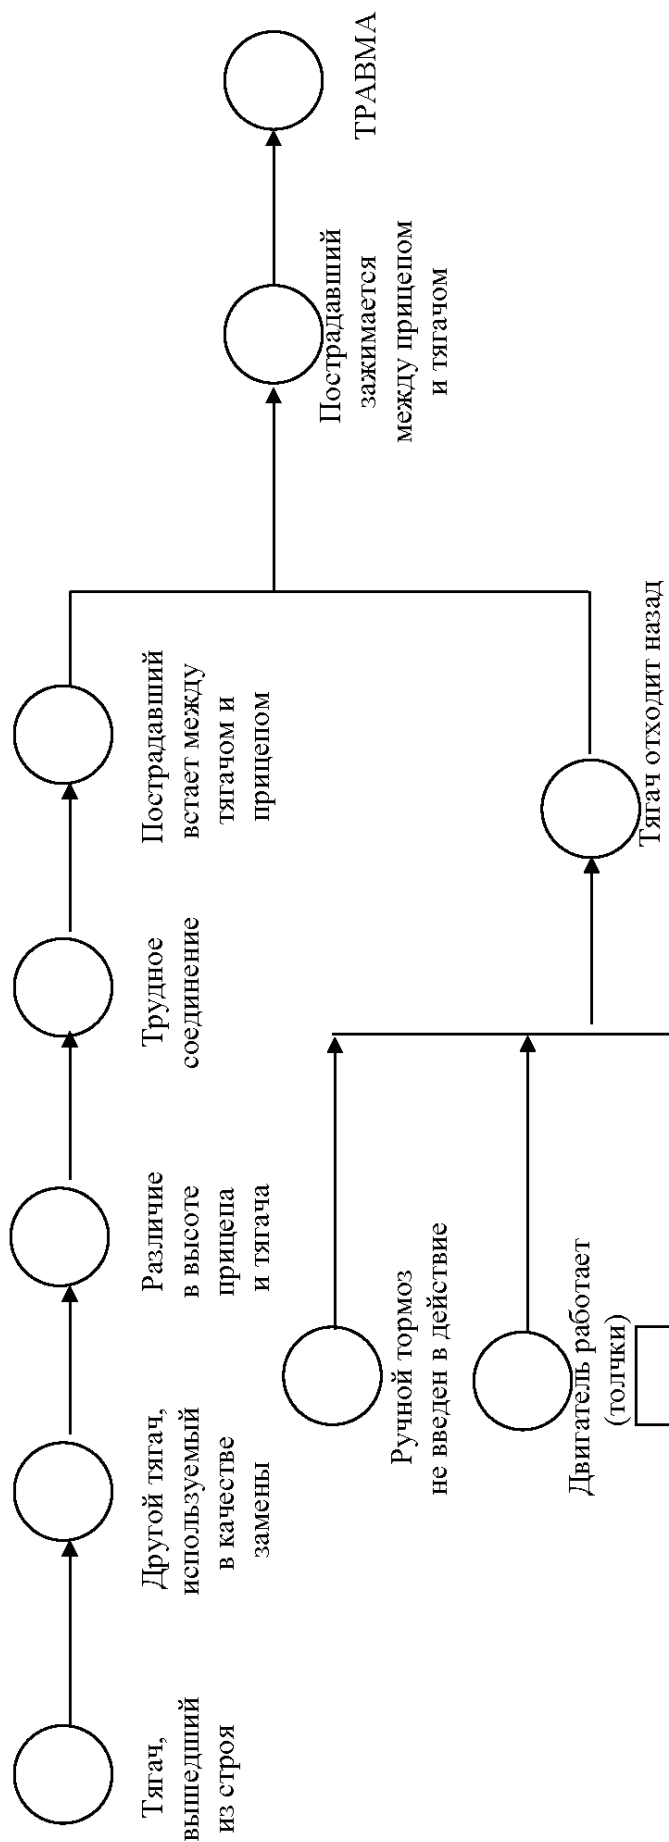 Тягач,
вышедший
из строя
Другой тягач,
используемый
в качестве
замены
Различие
в высоте
прицепа
и тягача
Трудное
соединение
Пострадавший
встает между
тягачом и
прицепом
Пострадавший
зажимается
между прицепом
и тягачом
ТРАВМА
Ручной тормоз
не введен в действие
Двигатель работает
(толчки)
Тягач отходит назад